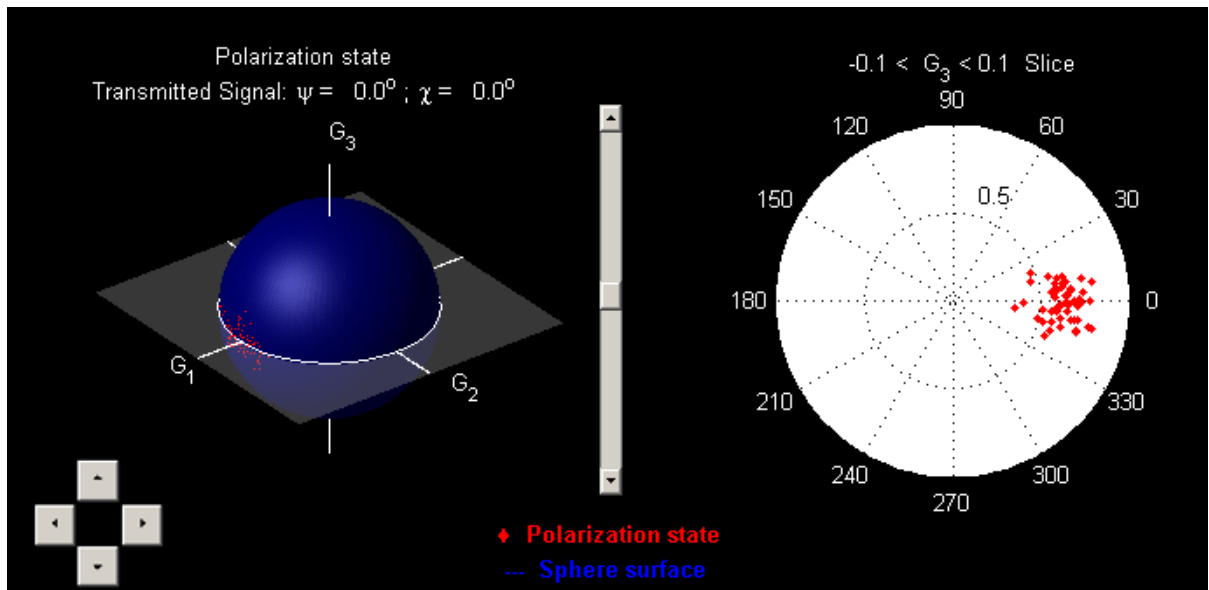 Polarization state
Transmitted Signal: ψ = 0.0° ; χ = 0.0°
G3
G1
G2
-0.1 < G3 < 0.1 Slice
90
120
60
0.5
150
30
180
0
210
330
240
300
270
Polarization state
--- Sphere surface